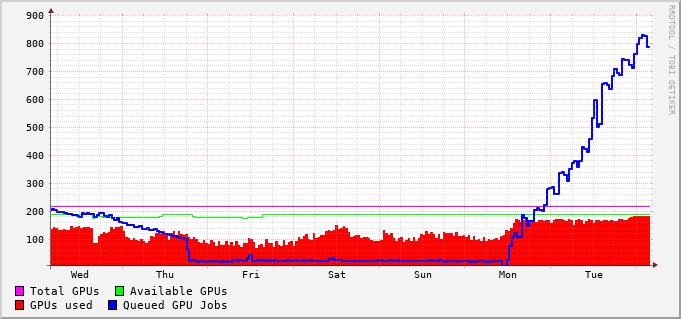 900
800
700
600
500
400
300
200
100
Wed Thu Fri Sat Sun Mon Tue
Total GPUs Available GPUs
GPUs used Queued GPU Jobs
RRDTOOL / TOBI OETIKER